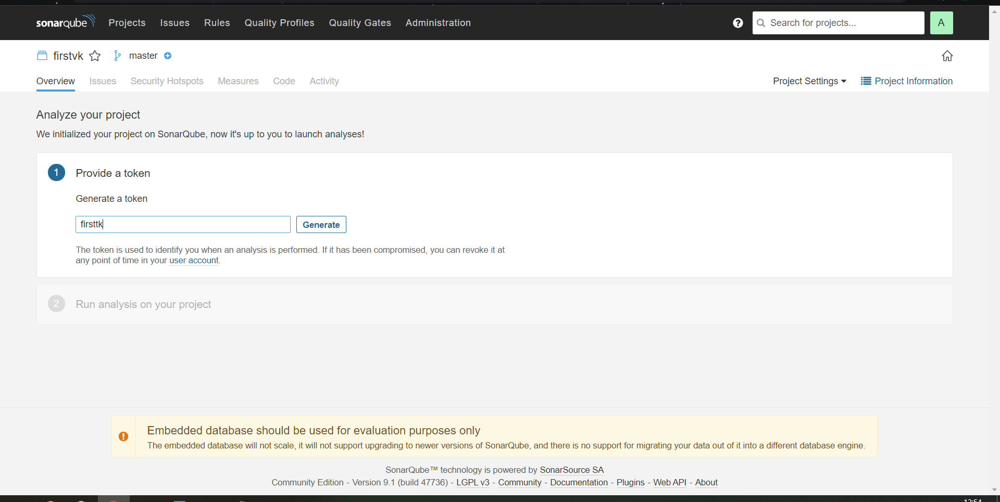 sonarqube Projects Issues Rules Quality Profiles Quality Gates Administration ? Search for projects... A
firstvk master
Overview Issues Security Hotspots Measures Code Activity Project Settings Project Information
Analyze your project
We initialized your project on SonarQube, now it's up to you to launch analyses!
1 Provide a token
Generate a token
firsttk Generate
The token is used to identify you when an analysis is performed. If it has been compromised, you can revoke it at
any point of time in your user account.
2 Run analysis on your project
Embedded database should be used for evaluation purposes only
The embedded database will not scale, it will not support upgrading to newer versions of SonarQube, and there is no support for migrating your data out of it into a different database engine.
SonarQube™ technology is powered by SonarSource SA
Community Edition - Version 9.1 (build 47736) - LGPL v3 - Community - Documentation - Plugins - Web API - About